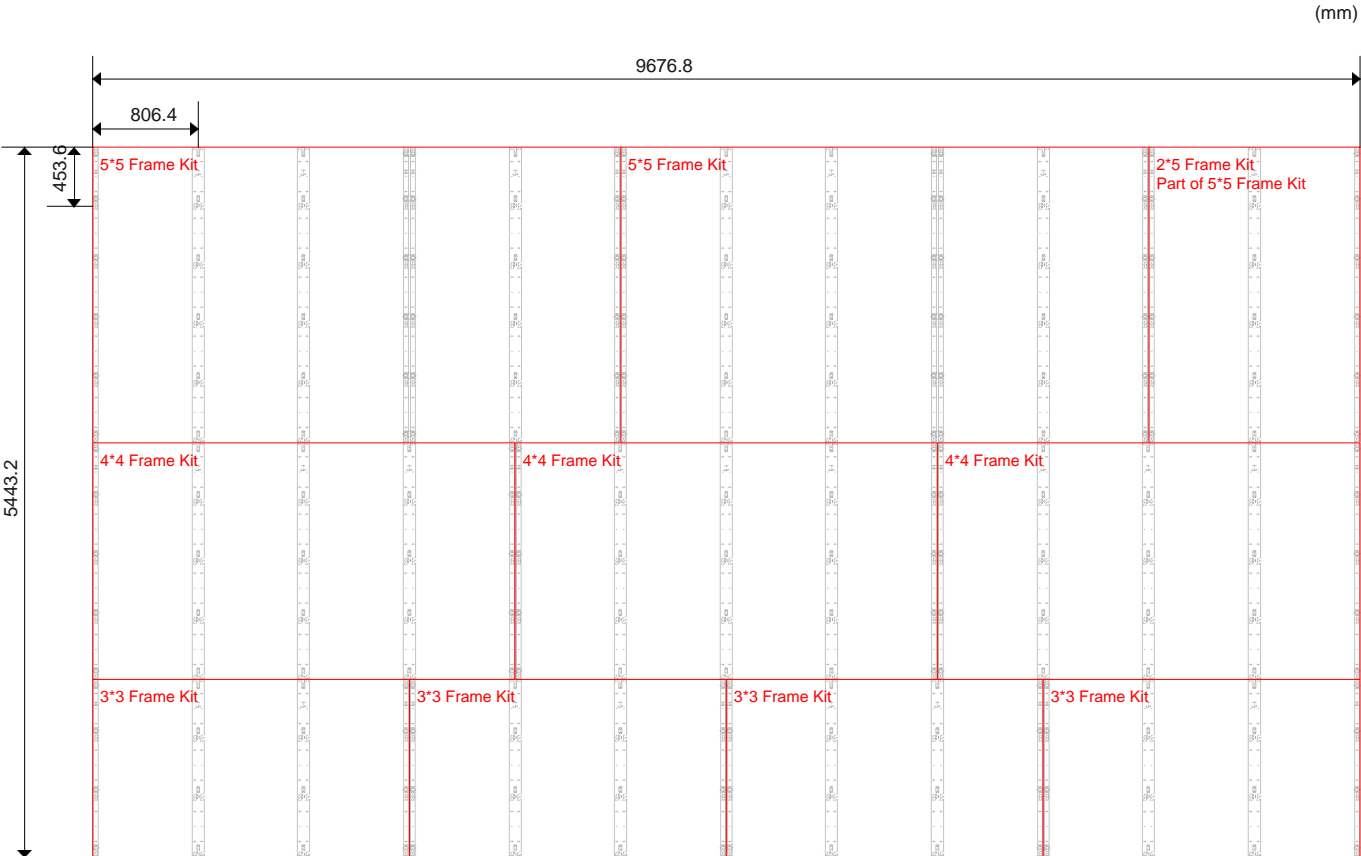 (mm)
9676.8
806.4
453.6
5443.2
5*5 Frame Kit
5*5 Frame Kit
2*5 Frame Kit
Part of 5*5 Frame Kit
4*4 Frame Kit
4*4 Frame Kit
4*4 Frame Kit
3*3 Frame Kit
3*3 Frame Kit
3*3 Frame Kit
3*3 Frame Kit